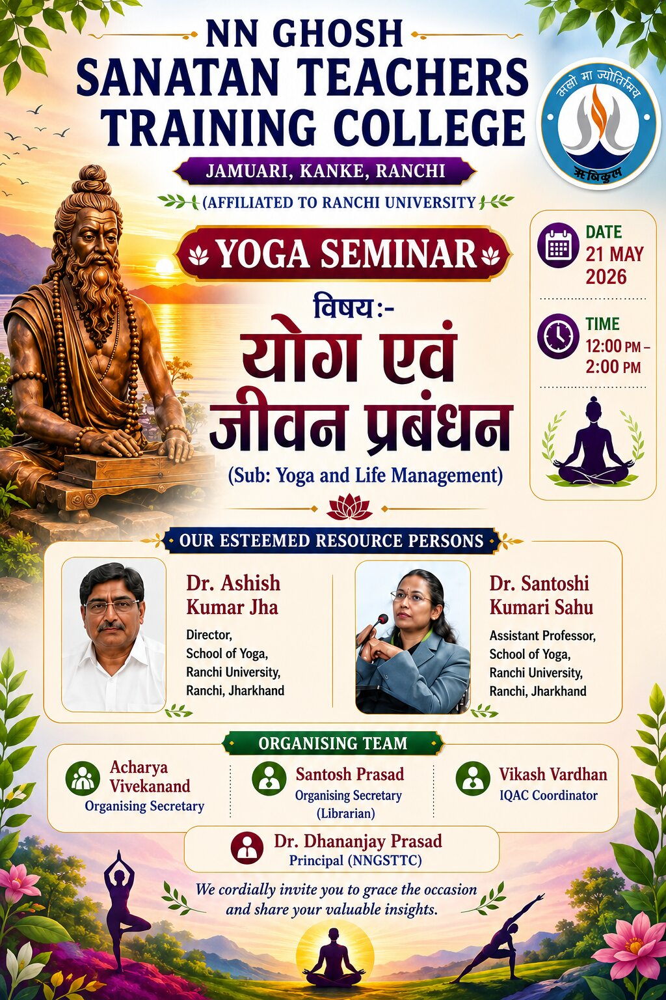 NN GHOSH
SANATAN TEACHERS
TRAINING COLLEGE
JAMUARI, KANKE, RANCHI
(AFFILIATED TO RANCHI UNIVERSITY
मसो मा ज्योतिर्गमय
ऋषिकुलम
YOGA SEMINAR
DATE
21 MAY
2026
TIME
12:00 PM –
2:00 PM
विषय:-
योग एवं
जीवन प्रबंधन
(Sub: Yoga and Life Management)
OUR ESTEEMED RESOURCE PERSONS
Dr. Ashish
Kumar Jha
Director,
School of Yoga,
Ranchi University,
Ranchi, Jharkhand
Dr. Santoshi
Kumari Sahu
Assistant Professor,
School of Yoga,
Ranchi University,
Ranchi, Jharkhand
ORGANISING TEAM
Acharya
Vivekanand
Organising Secretary
Santosh Prasad
Organising Secretary
(Librarian)
Vikash Vardhan
IQAC Coordinator
Dr. Dhananjay Prasad
Principal (NNGSTTC)
We cordially invite you to grace the occasion
and share your valuable insights.